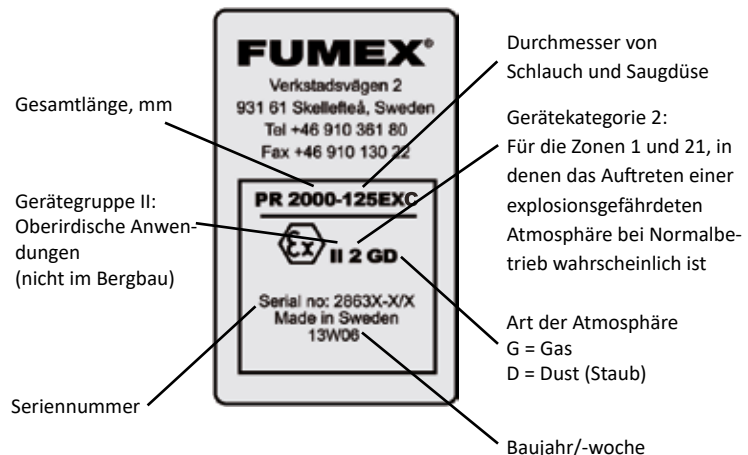 FUMEX®
Verkstadsvägen 2
931 61 Skellefteå, Sweden
Tel +46 910 361 80
Fax +46 910 130 22
PR 2000-125EXC
Ex II 2 GD
Serial no: 2863X-X/X
Made in Sweden
13W06
Gesamtlänge, mm
Gerätegruppe II:
Oberirdische Anwen-
dungen
(nicht im Bergbau)
Seriennummer
Durchmesser von
Schlauch und Saugdüse
Gerätekategorie 2:
Für die Zonen 1 und 21, in
denen das Auftreten einer
explosionsgefährdeten
Atmosphäre bei Normalbe-
trieb wahrscheinlich ist
Art der Atmosphäre
G = Gas
D = Dust (Staub)
Baujahr/-woche